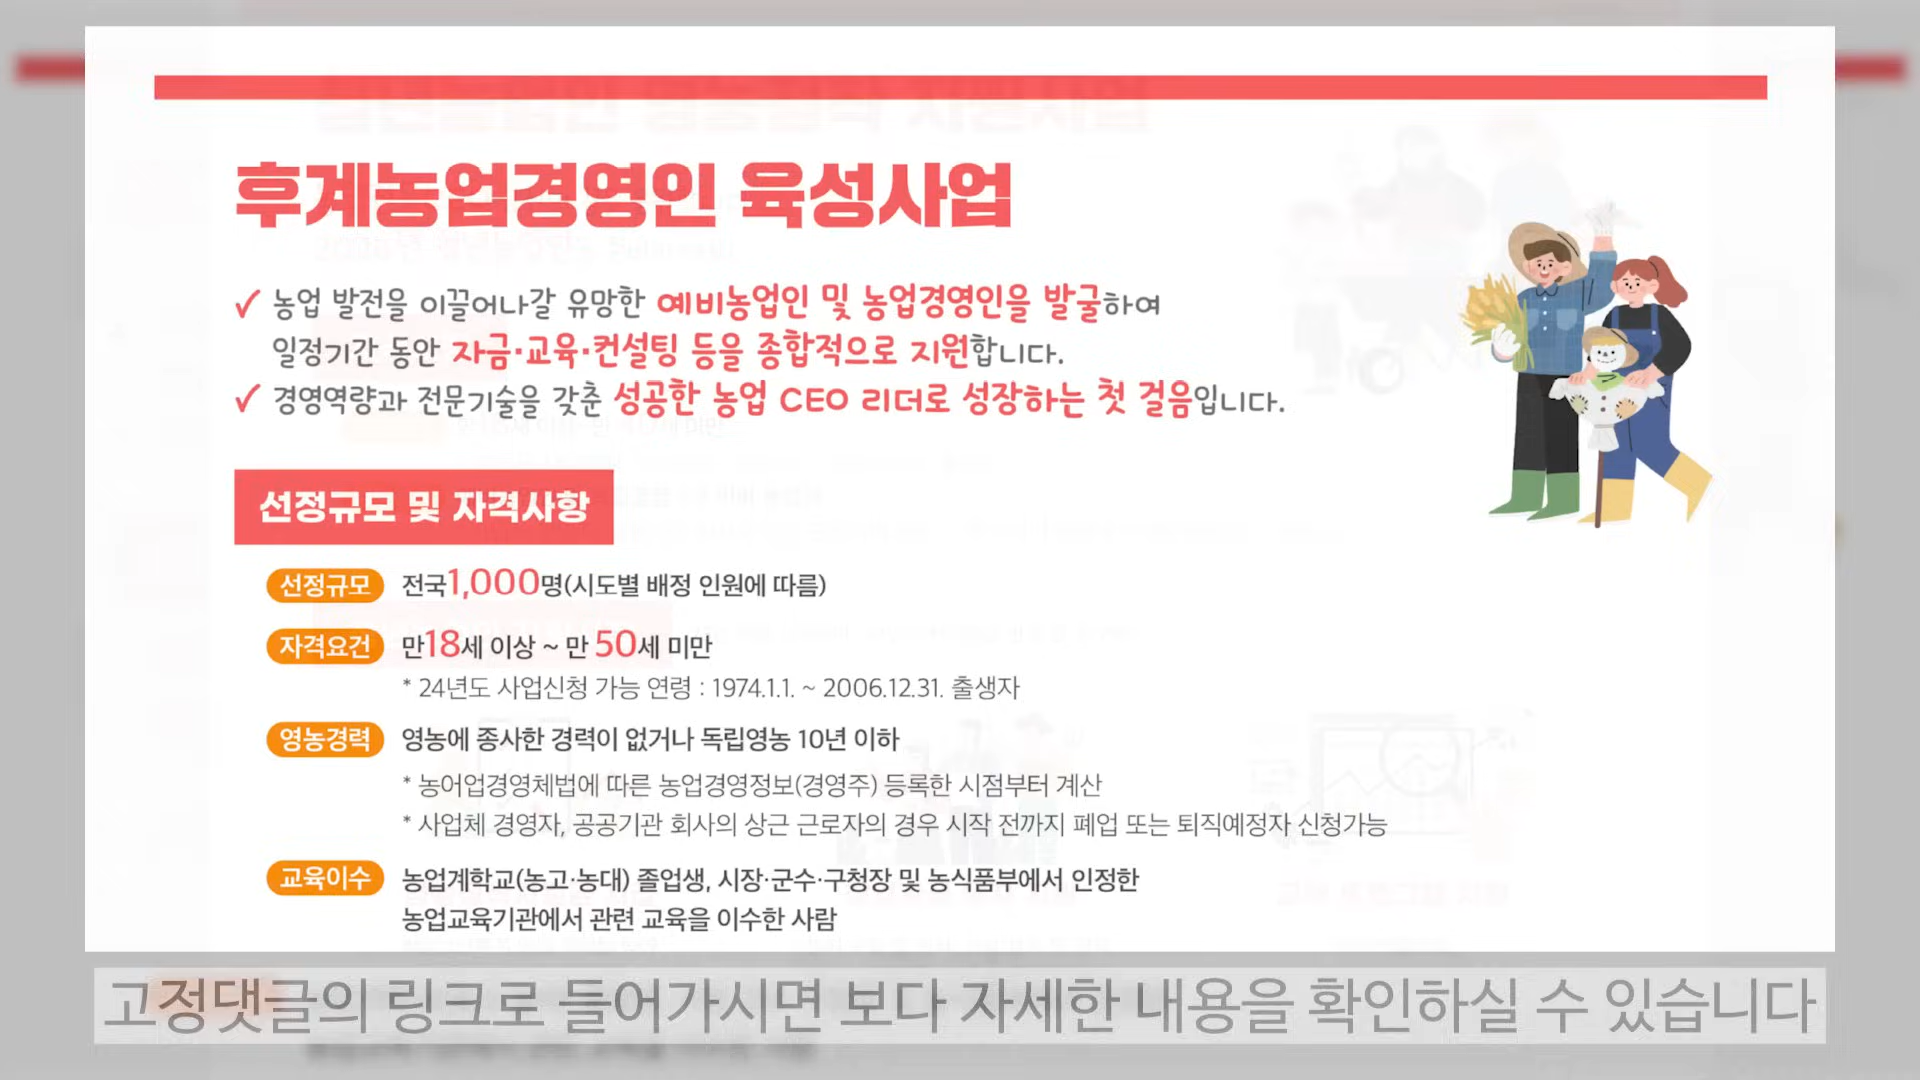 후계농업경영인 육성사업
✓ 농업 발전을 이끌어나갈 유망한 예비농업인 및 농업경영인을 발굴하여
일정기간 동안 자금·교육·컨설팅 등을 종합적으로 지원합니다.
✓ 경영역량과 전문기술을 갖춘 성공한 농업 CEO 리더로 성장하는 첫 걸음입니다.
선정규모 및 자격사항
선정규모 전국1,000명(시도별 배정 인원에 따름)
자격요건 만18세 이상 ~ 만 50세 미만
* 24년도 사업신청 가능 연령 : 1974.1.1. ~ 2006.12.31. 출생자
영농경력 영농에 종사한 경력이 없거나 독립영농 10년 이하
* 농어업경영체법에 따른 농업경영정보(경영주) 등록한 시점부터 계산
* 사업체 경영자, 공공기관 회사의 상근 근로자의 경우 시작 전까지 폐업 또는 퇴직예정자 신청가능
교육이수 농업계학교(농고·농대) 졸업생, 시장·군수·구청장 및 농식품부에서 인정한
농업교육기관에서 관련 교육을 이수한 사람
고정댓글의 링크로 들어가시면 보다 자세한 내용을 확인하실 수 있습니다